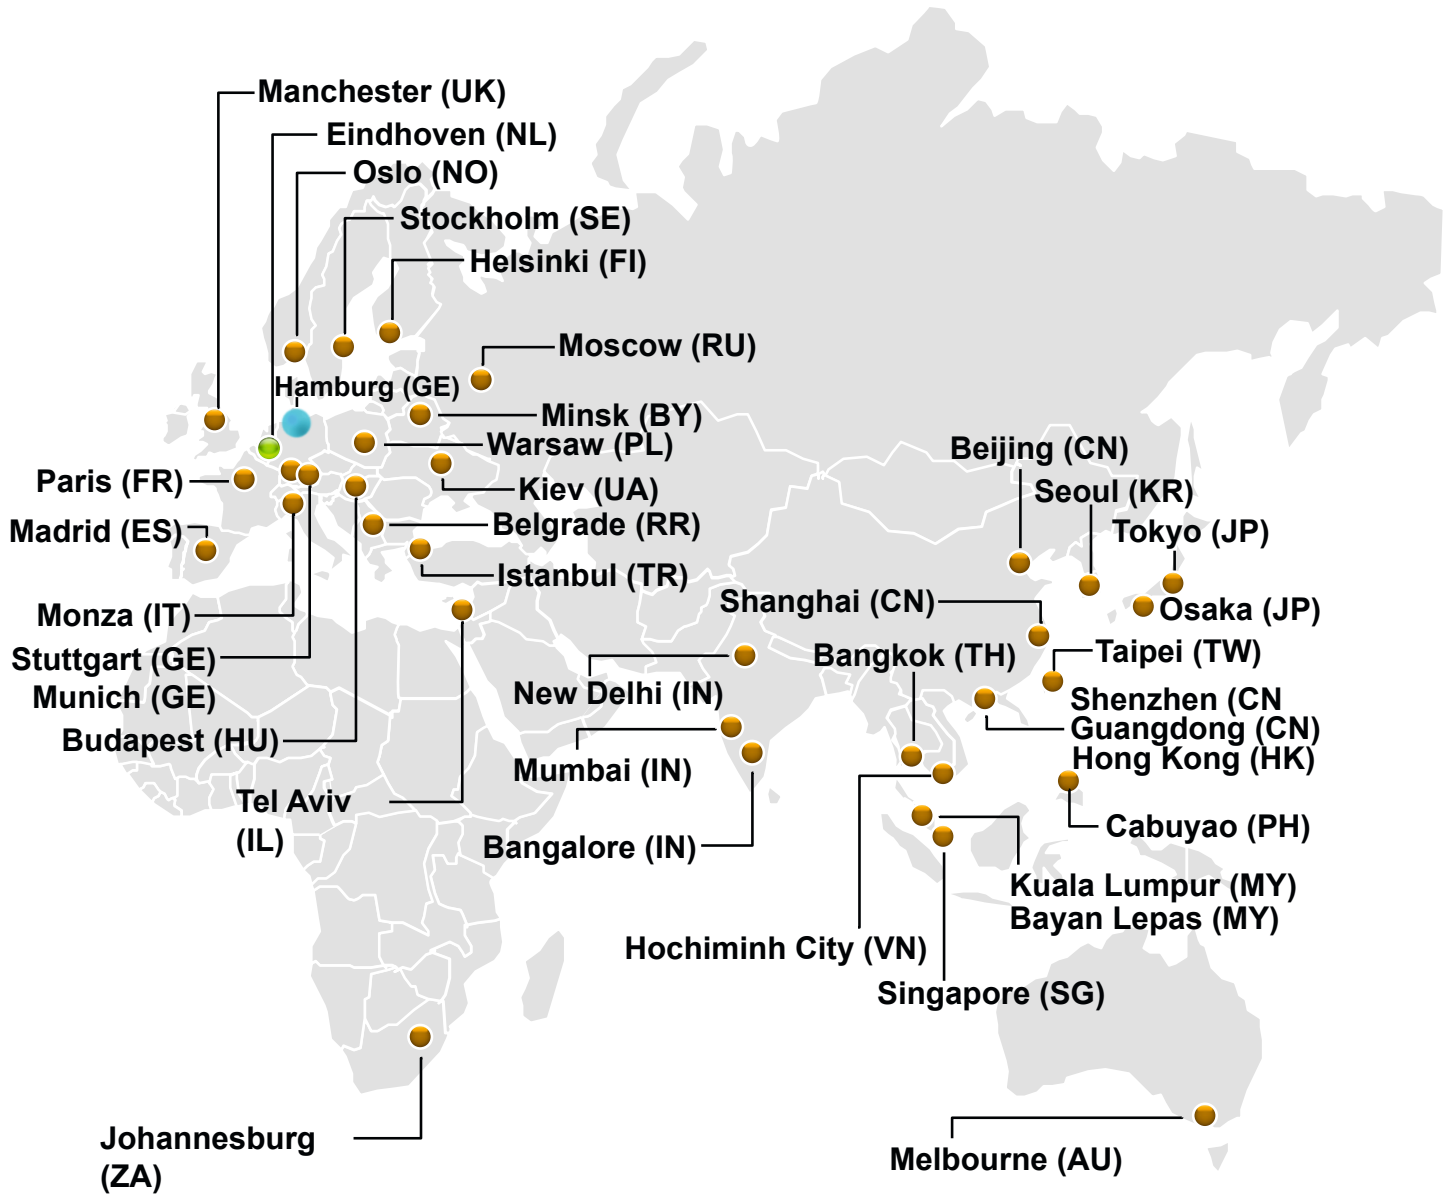 Manchester (UK)
Eindhoven (NL)
Oslo (NO)
Stockholm (SE)
Helsinki (FI)
Moscow (RU)
Hamburg (GE)
Minsk (BY)
Warsaw (PL)
Paris (FR)
Kiev (UA)
Madrid (ES)
Belgrade (RR)
Istanbul (TR)
Monza (IT)
Stuttgart (GE)
Munich (GE)
Budapest (HU)
Tel Aviv
(IL)
Johannesburg
(ZA)
Beijing (CN)
Seoul (KR)
Tokyo (JP)
Osaka (JP)
Shanghai (CN)
Bangkok (TH)
Taipei (TW)
New Delhi (IN)
Shenzhen (CN
Guangdong (CN)
Hong Kong (HK)
Mumbai (IN)
Bangalore (IN)
Cabuyao (PH)
Kuala Lumpur (MY)
Bayan Lepas (MY)
Hochiminh City (VN)
Singapore (SG)
Melbourne (AU)